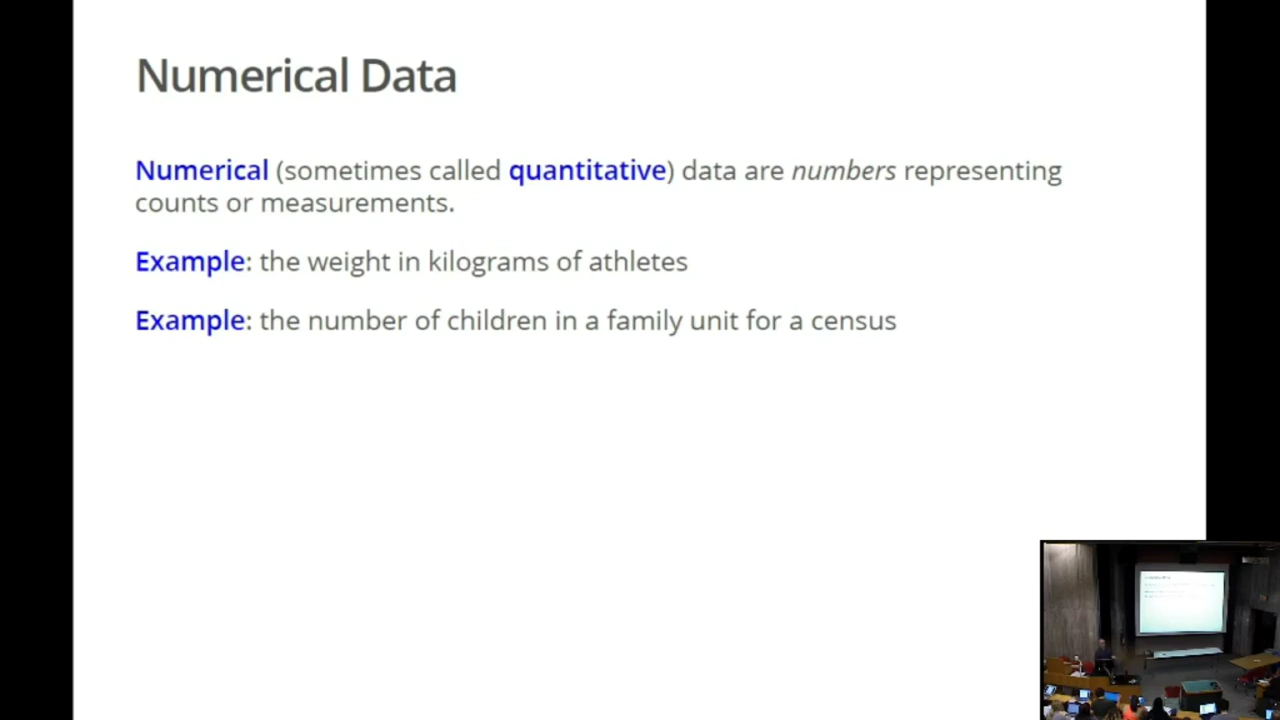 Numerical Data
Numerical (sometimes called quantitative) data are numbers representing
counts or measurements.
Example: the weight in kilograms of athletes
Example: the number of children in a family unit for a census